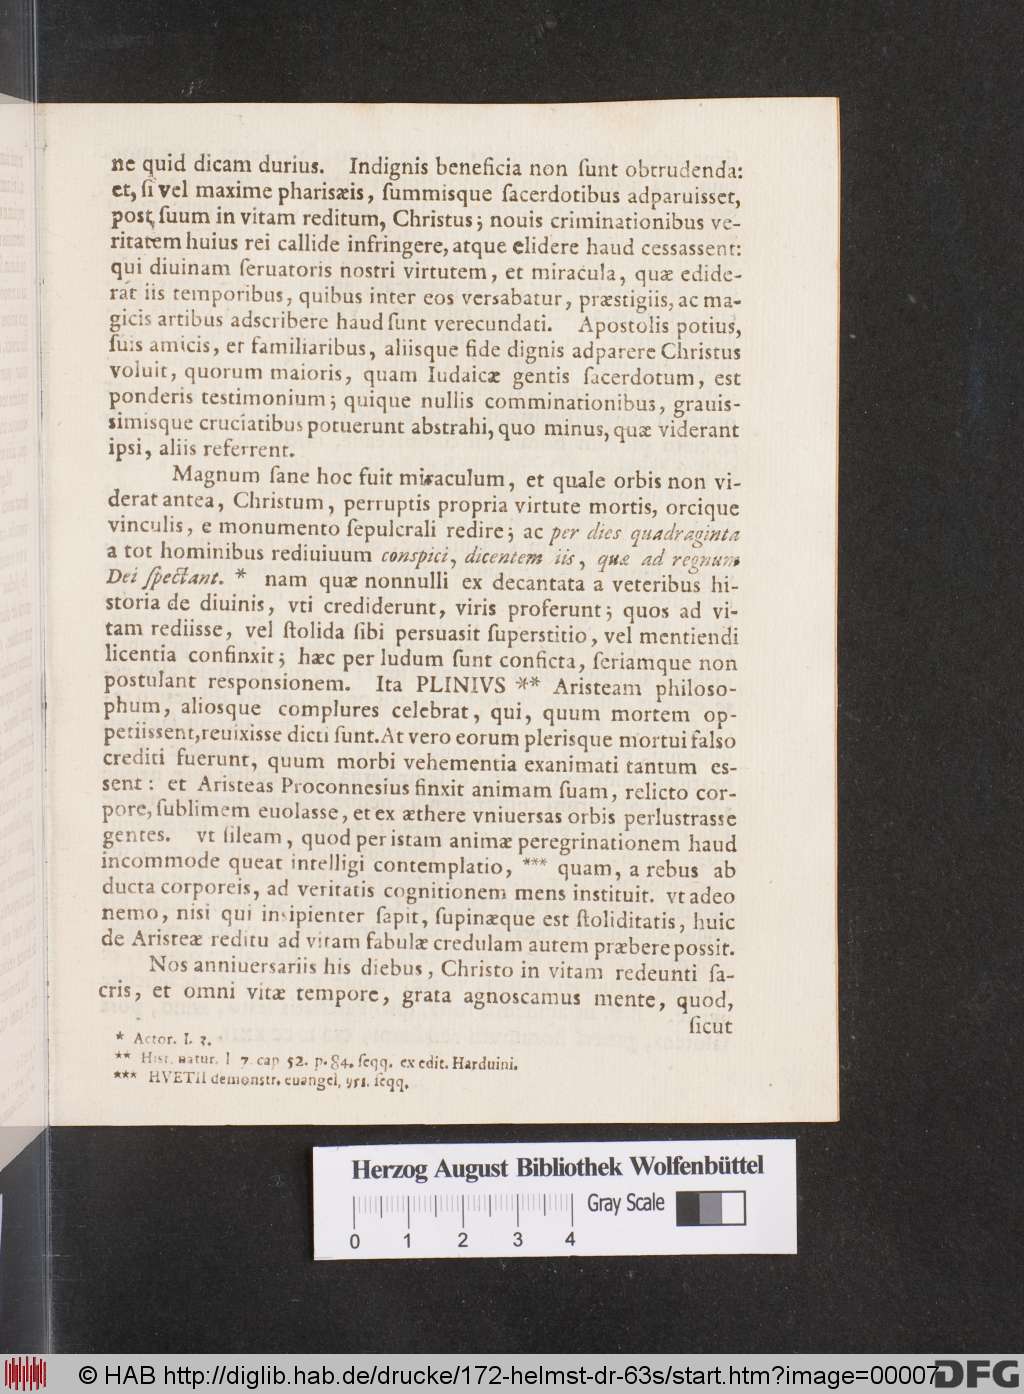 ne quid dicam durius. Indignis beneficia non ſunt obtrudenda:
et, ſi vel maxime phariſæis, ſummisque ſacerdotibus adparuisset,
post ſuum in vitam reditum, Christus; nouis criminationibus ve-
ritatem huius rei callide infringere, atque elidere haud cessassent:
qui diuinam ſeruatoris nostri virtutem, et miracula, quæ edide-
rat iis temporibus, quibus inter eos versabatur, præstigiis, ac ma-
gicis artibus adscribere haud ſunt verecundati. Apostolis potius,
ſuis amicis, et familiaribus, aliisque fide dignis adparere Christus
voluit, quorum maioris, quam Iudaicæ gentis ſacerdotum, est
ponderis testimonium; quique nullis comminationibus, grauis-
simisque cruciatibus potuerunt abstrahi, quo minus, quæ viderant
ipsi, aliis referrent.
Magnum ſane hoc fuit miraculum, et quale orbis non vi-
derat antea, Christum, perruptis propria virtute mortis, orcique
vinculis, e monumento ſepulcrali redire; ac per dies quadraginta
a tot hominibus rediuiuum conspici, dicentem iis, quæ ad regnum
Dei ſpectant. * nam quæ nonnulli ex decantata a veteribus hi-
storia de diuinis, vti crediderunt, viris proferunt; quos ad vi-
tam rediisse, vel ſtolida ſibi persuasit ſuperstitio, vel mentiendi
licentia confinxit; hæc per ludum ſunt conficta, ſeriamque non
postulant responsionem. Ita PLINIVS ** Aristeam philoso-
phum, aliosque complures celebrat, qui, quum mortem op-
petiissent, reuixisse dicti ſunt. At vero eorum plerisque mortui falso
crediti fuerunt, quum morbi vehementia exanimati tantum es-
sent: et Aristeas Proconnesius finxit animam ſuam, relicto cor-
pore, ſublimem euolasse, et ex æthere vniuersas orbis perlustrasse
gentes. vt ſileam, quod per istam animæ peregrinationem haud
incommode queat intelligi contemplatio, *** quam, a rebus ab
ducta corporeis, ad veritatis cognitionem mens instituit. vt adeo
nemo, nisi qui insipienter ſapit, ſupinæque est ſtoliditatis, huic
de Aristeæ reditu ad vitam fabulæ credulam autem præbere possit.
Nos anniuersariis his diebus, Christo in vitam redeunti ſa-
cris, et omni vitæ tempore, grata agnoscamus mente, quod,
ſicut
* Actor. I. 3.
** Hist. natur. l 7. cap 52. p. 84. ſeqq. ex edit. Harduini.
*** HVETII demonstr. euangel, 951. ſeqq.
Herzog August Bibliothek Wolfenbüttel
Gray Scale
0 1 2 3 4
© HAB http://diglib.hab.de/drucke/172-helmst-dr-63s/start.htm?image=00007
DFG